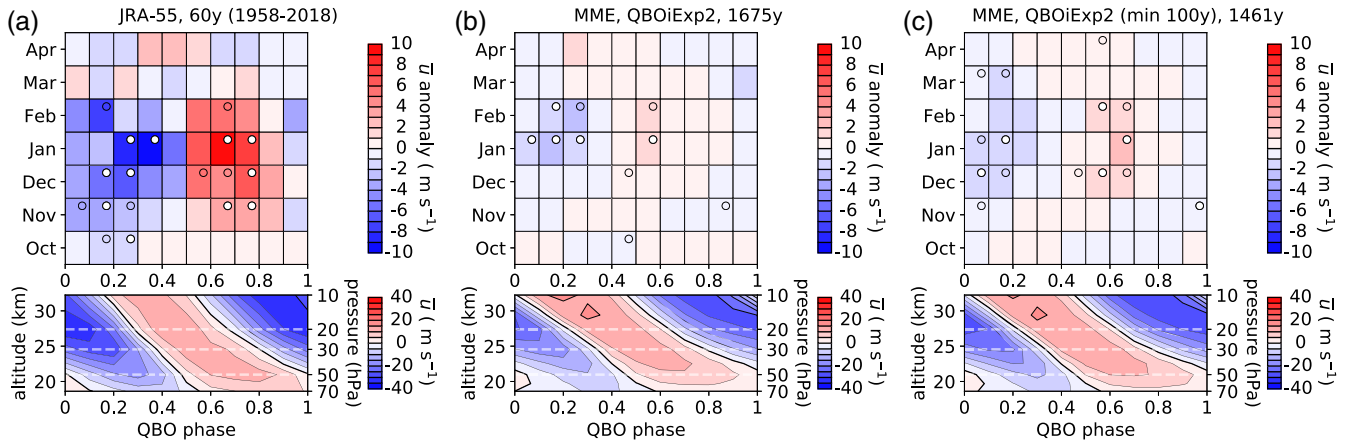 (a) JRA-55, 60y (1958-2018)
Apr
Mar
Feb
Jan
Dec
Nov
Oct
0 0.2 0.4 0.6 0.8 1
10
8
6
4
2
0
-2
-4
-6
-8
-10
u̅ anomaly ( m s⁻¹)
altitude (km)
30
25
20
10
20
30
50
70
pressure (hPa)
40
20
0
-20
-40
u̅ ( m s⁻¹)
0 0.2 0.4 0.6 0.8 1
QBO phase
(b) MME, QBOiExp2, 1675y
Apr
Mar
Feb
Jan
Dec
Nov
Oct
0 0.2 0.4 0.6 0.8 1
10
8
6
4
2
0
-2
-4
-6
-8
-10
u̅ anomaly ( m s⁻¹)
altitude (km)
30
25
20
10
20
30
50
70
pressure (hPa)
40
20
0
-20
-40
u̅ ( m s⁻¹)
0 0.2 0.4 0.6 0.8 1
QBO phase
(c) MME, QBOiExp2 (min 100y), 1461y
Apr
Mar
Feb
Jan
Dec
Nov
Oct
0 0.2 0.4 0.6 0.8 1
10
8
6
4
2
0
-2
-4
-6
-8
-10
u̅ anomaly ( m s⁻¹)
altitude (km)
30
25
20
10
20
30
50
70
pressure (hPa)
40
20
0
-20
-40
u̅ ( m s⁻¹)
0 0.2 0.4 0.6 0.8 1
QBO phase